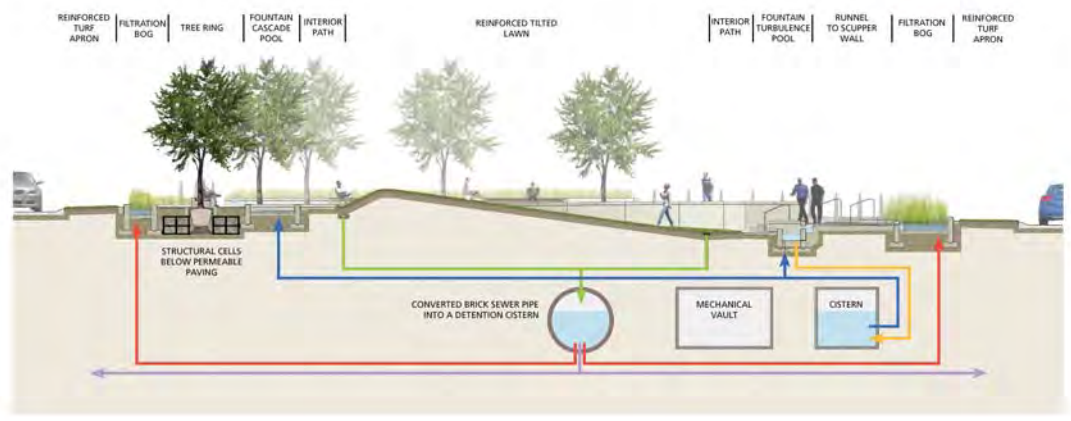 REINFORCED
TURF
APRON
FILTRATION
BOG
TREE RING
FOUNTAIN
CASCADE
POOL
INTERIOR
PATH
REINFORCED TILTED
LAWN
INTERIOR
PATH
FOUNTAIN
TURBULENCE
POOL
RUNNEL
TO SCUPPER
WALL
FILTRATION
BOG
REINFORCED
TURF
APRON
STRUCTURAL CELLS
BELOW PERMEABLE
PAVING
CONVERTED BRICK SEWER PIPE
INTO A DETENTION CISTERN
MECHANICAL
VAULT
CISTERN